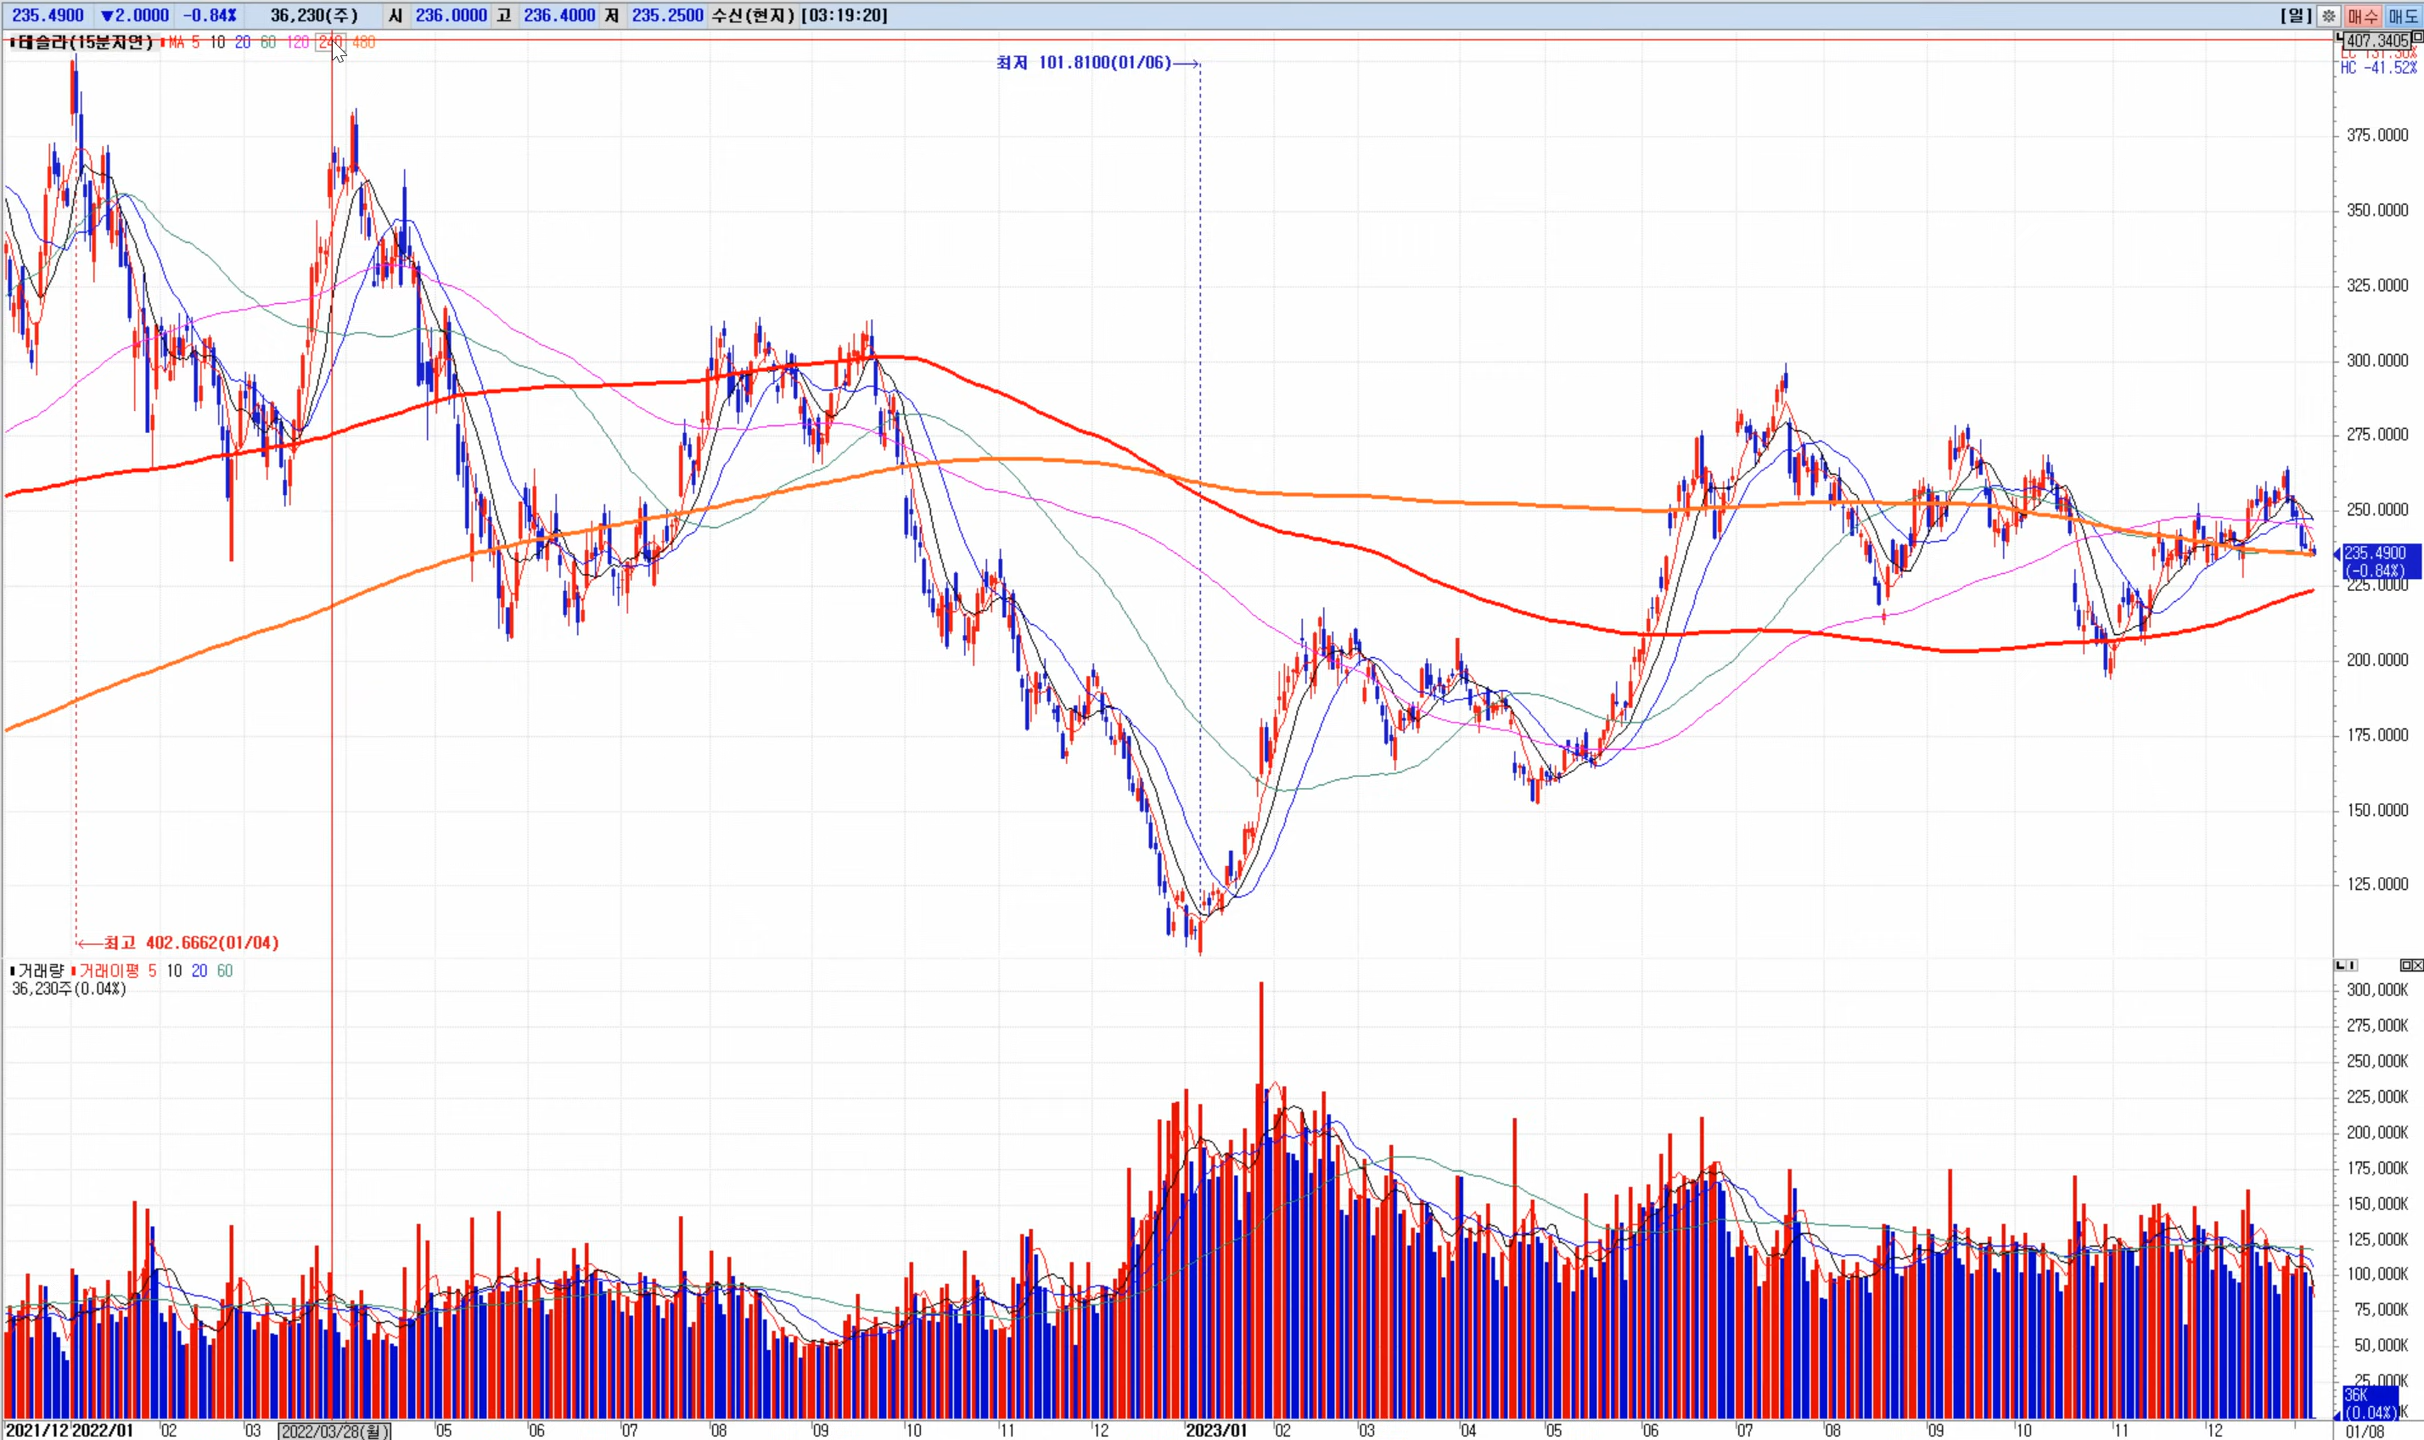 235.4900 ▼2.0000 -0.84% 36,230(주) 시 236.0000 고 236.4000 저 235.2500 수신(현지) [03:19:20] [일] 매수 매도
테슬라(15분지연) MA 5 10 20 60 120 240 480
407.3405
HC -41.52%
최저 101.8100(01/06)
375.0000
350.0000
325.0000
300.0000
275.0000
250.0000
235.4900
(-0.84%)
225.0000
200.0000
175.0000
150.0000
125.0000
최고 402.6662(01/04)
거래량 거래이평 5 10 20 60
36,230주(0.04%)
300,000K
275,000K
250,000K
225,000K
200,000K
175,000K
150,000K
125,000K
100,000K
75,000K
50,000K
25,000K
36K
(0.04%)
2021/12 2022/01 02 03 2022/03/28(월) 05 06 07 08 09 10 11 12 2023/01 02 03 04 05 06 07 08 09 10 11 12 01/08